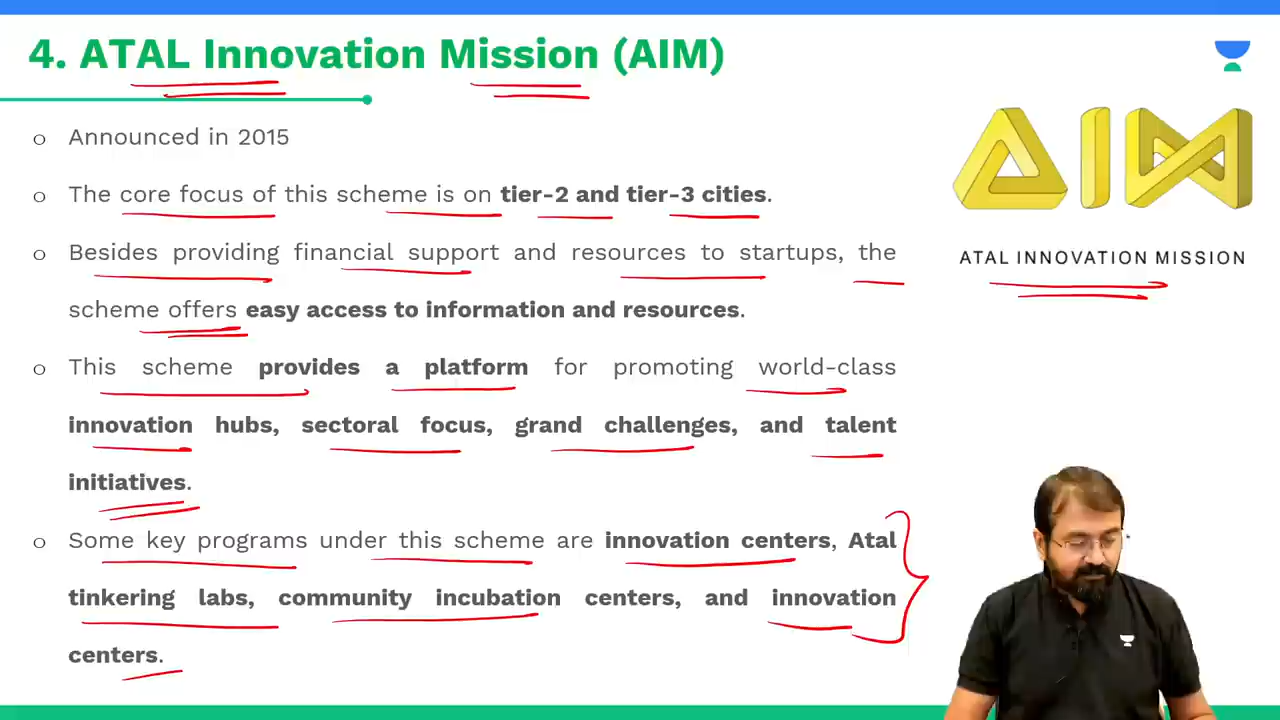 4. ATAL Innovation Mission (AIM)
o Announced in 2015
o The core focus of this scheme is on tier-2 and tier-3 cities.
o Besides providing financial support and resources to startups, the
scheme offers easy access to information and resources.
o This scheme provides a platform for promoting world-class
innovation hubs, sectoral focus, grand challenges, and talent
initiatives.
o Some key programs under this scheme are innovation centers, Atal
tinkering labs, community incubation centers, and innovation
centers.
AIM
ATAL INNOVATION MISSION